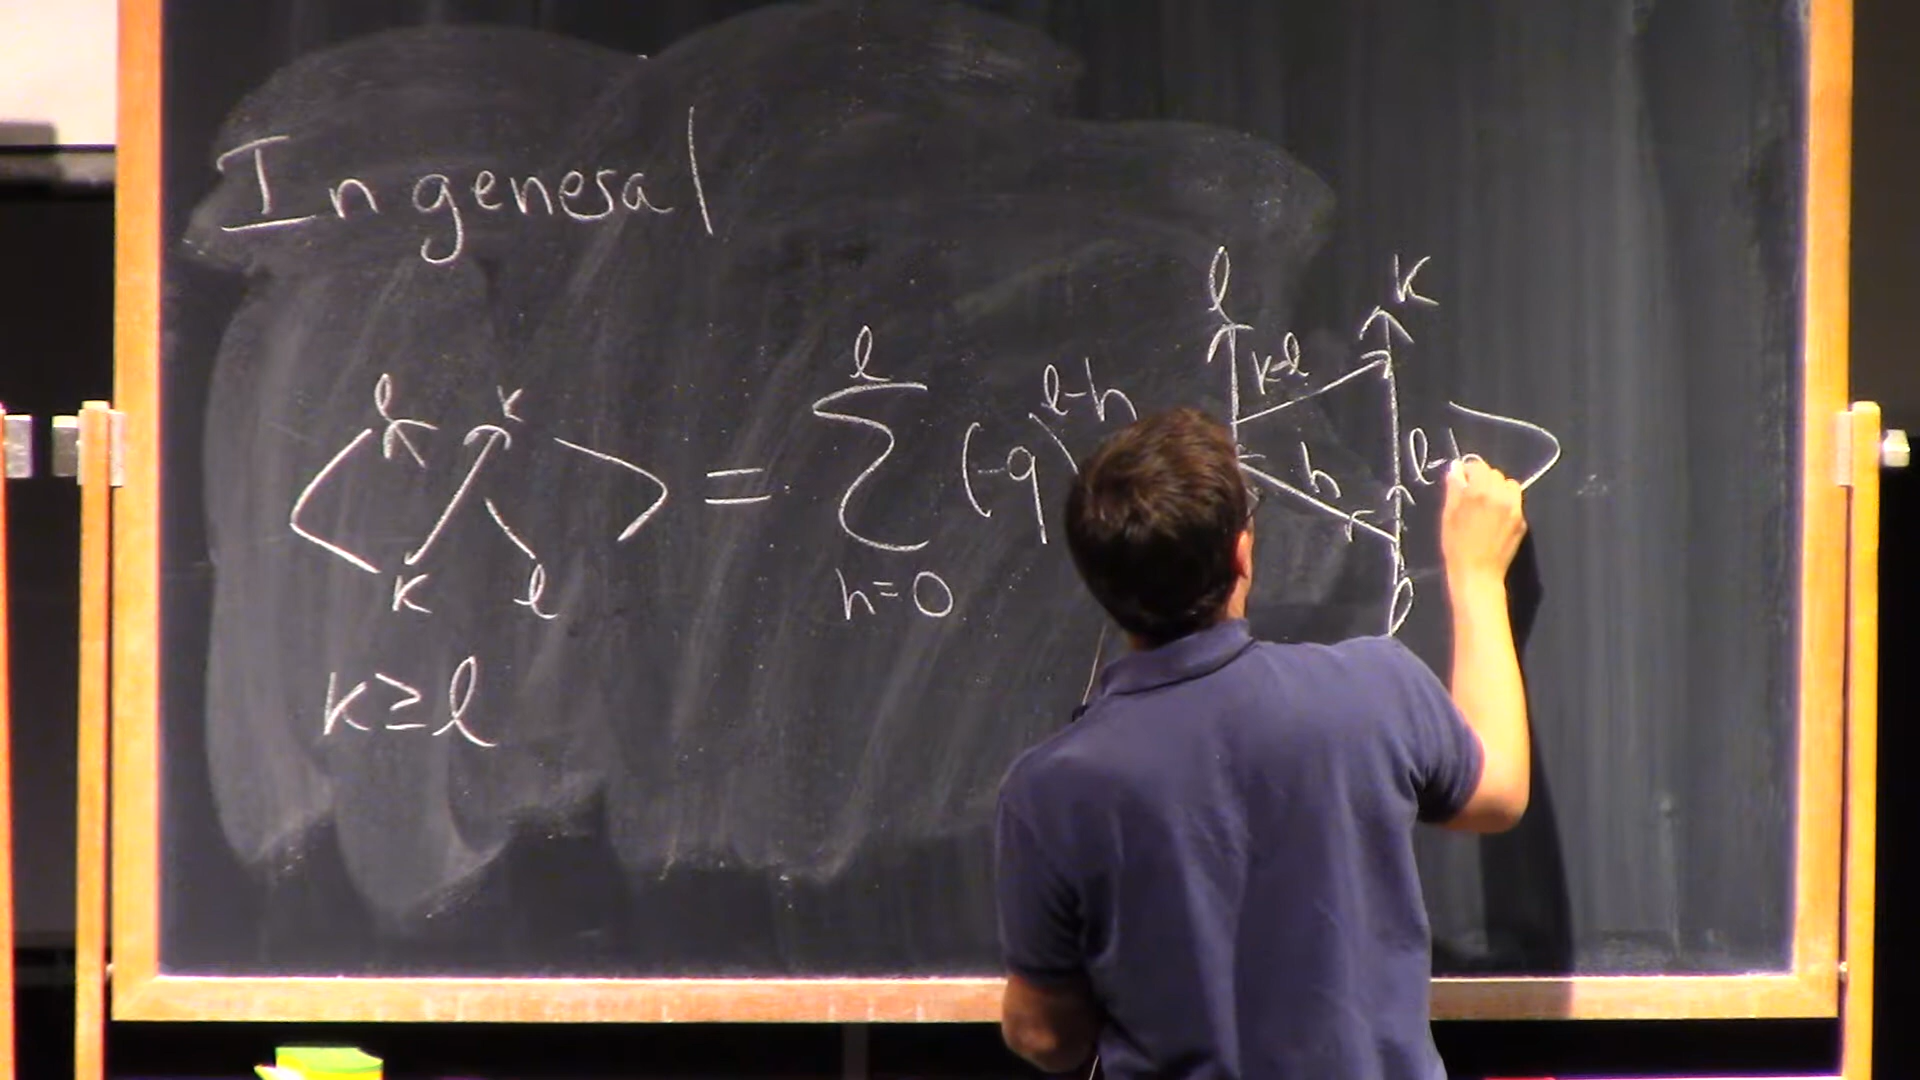 In general
l k
< > = l Σ h=0 (-q) l-h
K l
l K
k-l
h l-h
l
K ≥ l